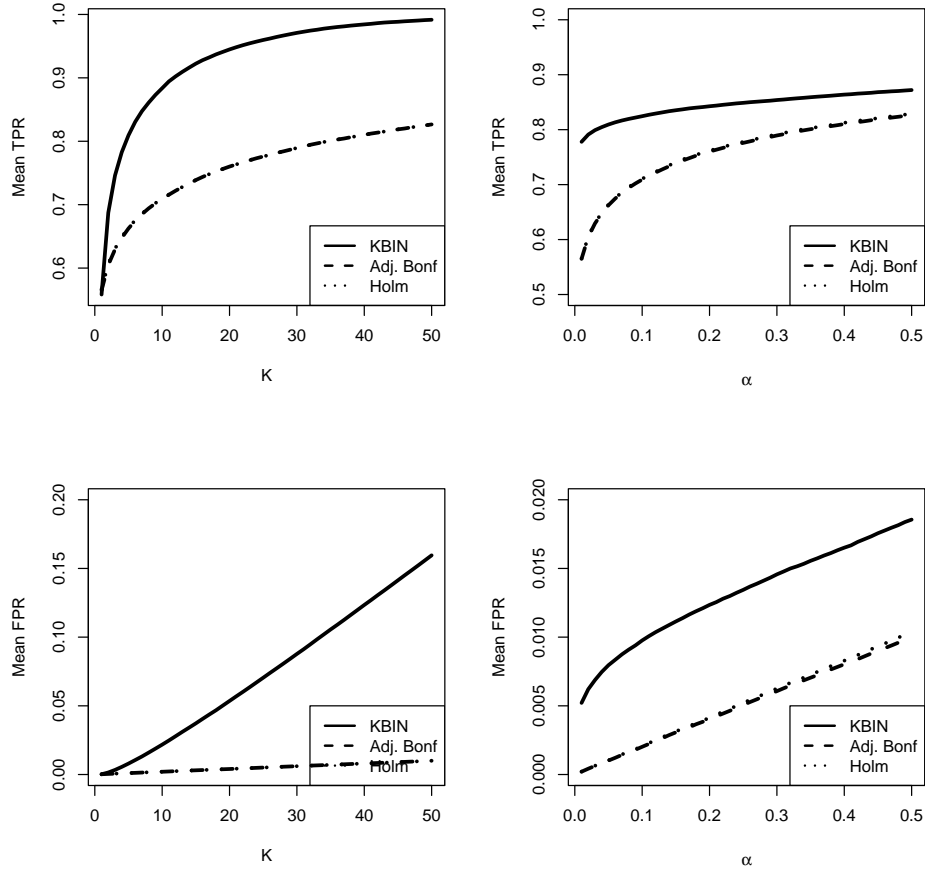 Mean TPR
1.0
0.9
0.8
0.7
0.6
KBIN
Adj. Bonf
Holm
0 10 20 30 40 50
K
Mean TPR
1.0
0.9
0.8
0.7
0.6
0.5
KBIN
Adj. Bonf
Holm
0.0 0.1 0.2 0.3 0.4 0.5
α
Mean FPR
0.20
0.15
0.10
0.05
0.00
KBIN
Adj. Bonf
Holm
0 10 20 30 40 50
K
Mean FPR
0.020
0.015
0.010
0.005
0.000
KBIN
Adj. Bonf
Holm
0.0 0.1 0.2 0.3 0.4 0.5
α